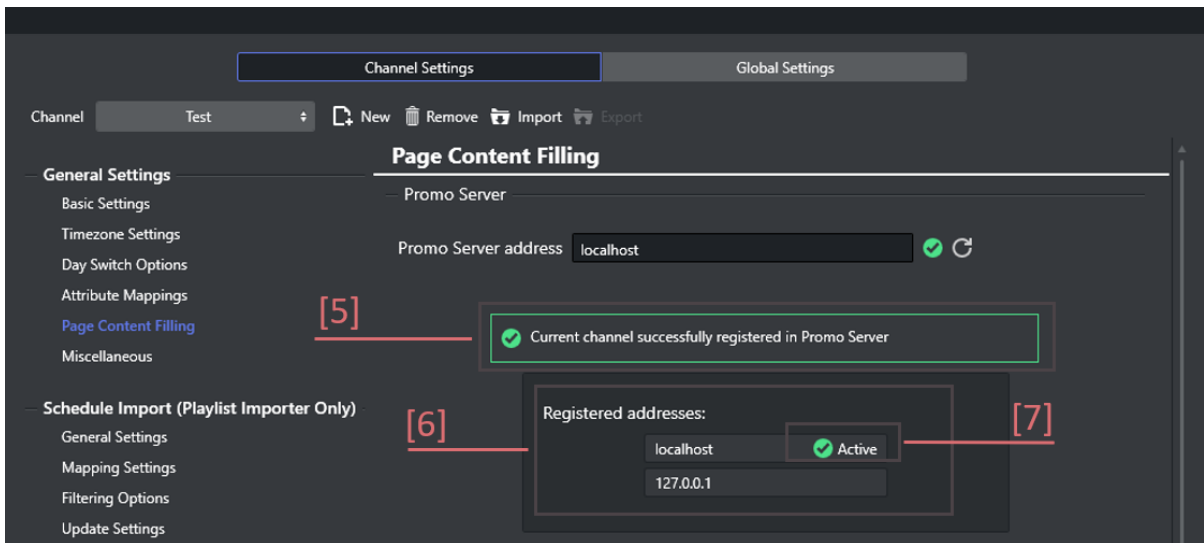 Channel Settings Global Settings
Channel Test New Remove Import Export
Page Content Filling
General Settings
Basic Settings
Timezone Settings
Day Switch Options
Attribute Mappings
Page Content Filling
Miscellaneous
Schedule Import (Playlist Importer Only)
General Settings
Mapping Settings
Filtering Options
Update Settings
Promo Server
Promo Server address localhost
[5]
Current channel successfully registered in Promo Server
[6]
Registered addresses:
localhost Active
[7]
127.0.0.1